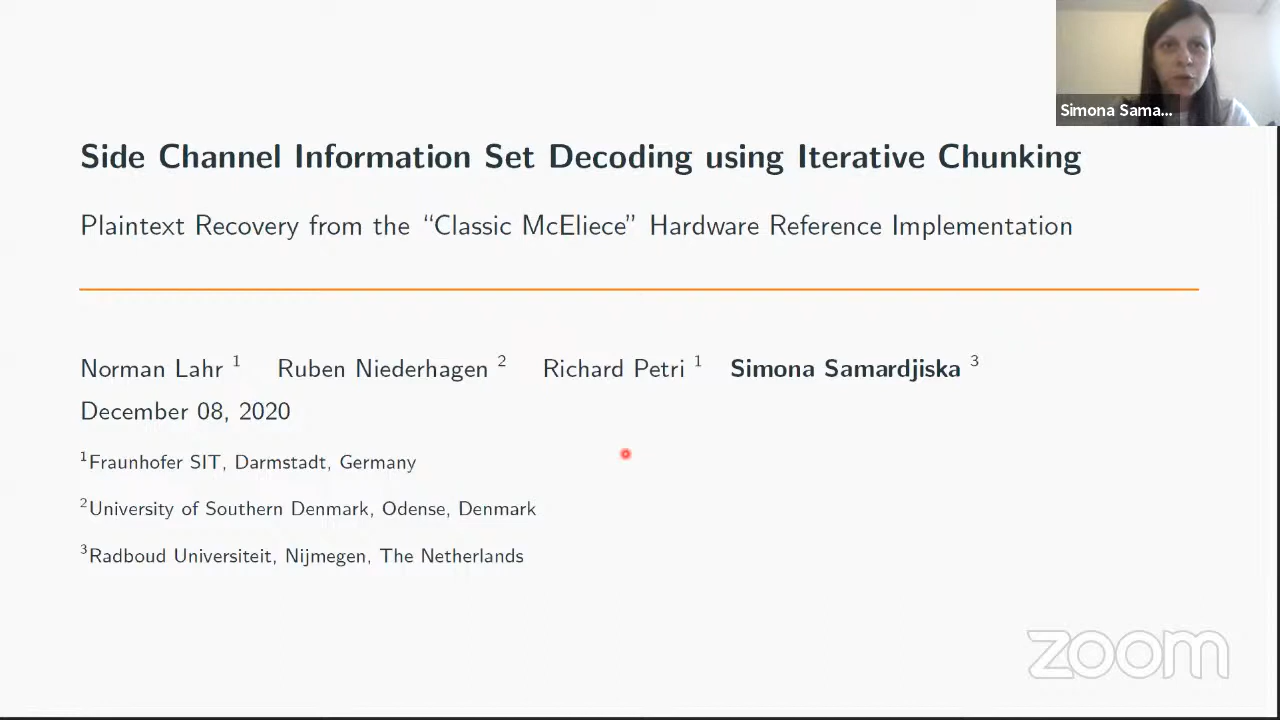 Simona Sama...
Side Channel Information Set Decoding using Iterative Chunking
Plaintext Recovery from the “Classic McEliece” Hardware Reference Implementation
Norman Lahr ¹ Ruben Niederhagen ² Richard Petri ¹ Simona Samardjiska ³
December 08, 2020
¹Fraunhofer SIT, Darmstadt, Germany
²University of Southern Denmark, Odense, Denmark
³Radboud Universiteit, Nijmegen, The Netherlands
zoom